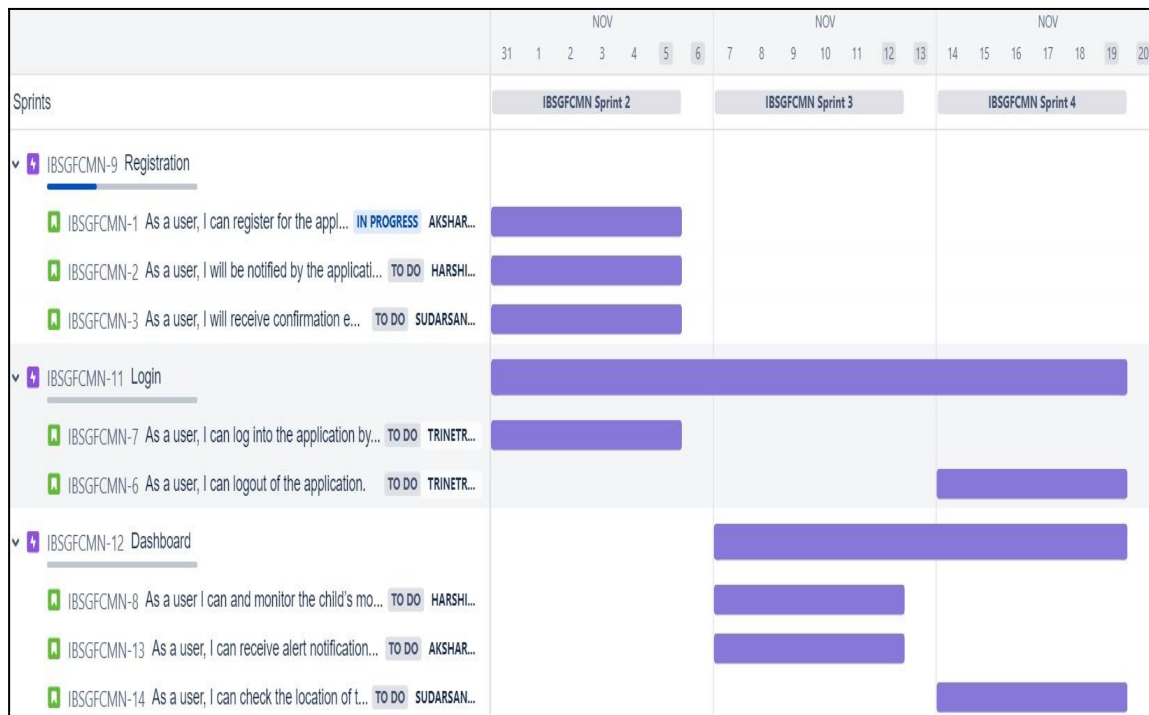 NOV NOV NOV
31 1 2 3 4 5 6 7 8 9 10 11 12 13 14 15 16 17 18 19 20
Sprints IBSGFCMN Sprint 2 IBSGFCMN Sprint 3 IBSGFCMN Sprint 4
IBSGFCMN-9 Registration
IBSGFCMN-1 As a user, I can register for the appl... IN PROGRESS AKSHAR...
IBSGFCMN-2 As a user, I will be notified by the applicati... TO DO HARSHI...
IBSGFCMN-3 As a user, I will receive confirmation e... TO DO SUDARSAN...
IBSGFCMN-11 Login
IBSGFCMN-7 As a user, I can log into the application by... TO DO TRINETR...
IBSGFCMN-6 As a user, I can logout of the application. TO DO TRINETR...
IBSGFCMN-12 Dashboard
IBSGFCMN-8 As a user I can and monitor the child's mo... TO DO HARSHI...
IBSGFCMN-13 As a user, I can receive alert notification... TO DO AKSHAR...
IBSGFCMN-14 As a user, I can check the location of t... TO DO SUDARSAN...